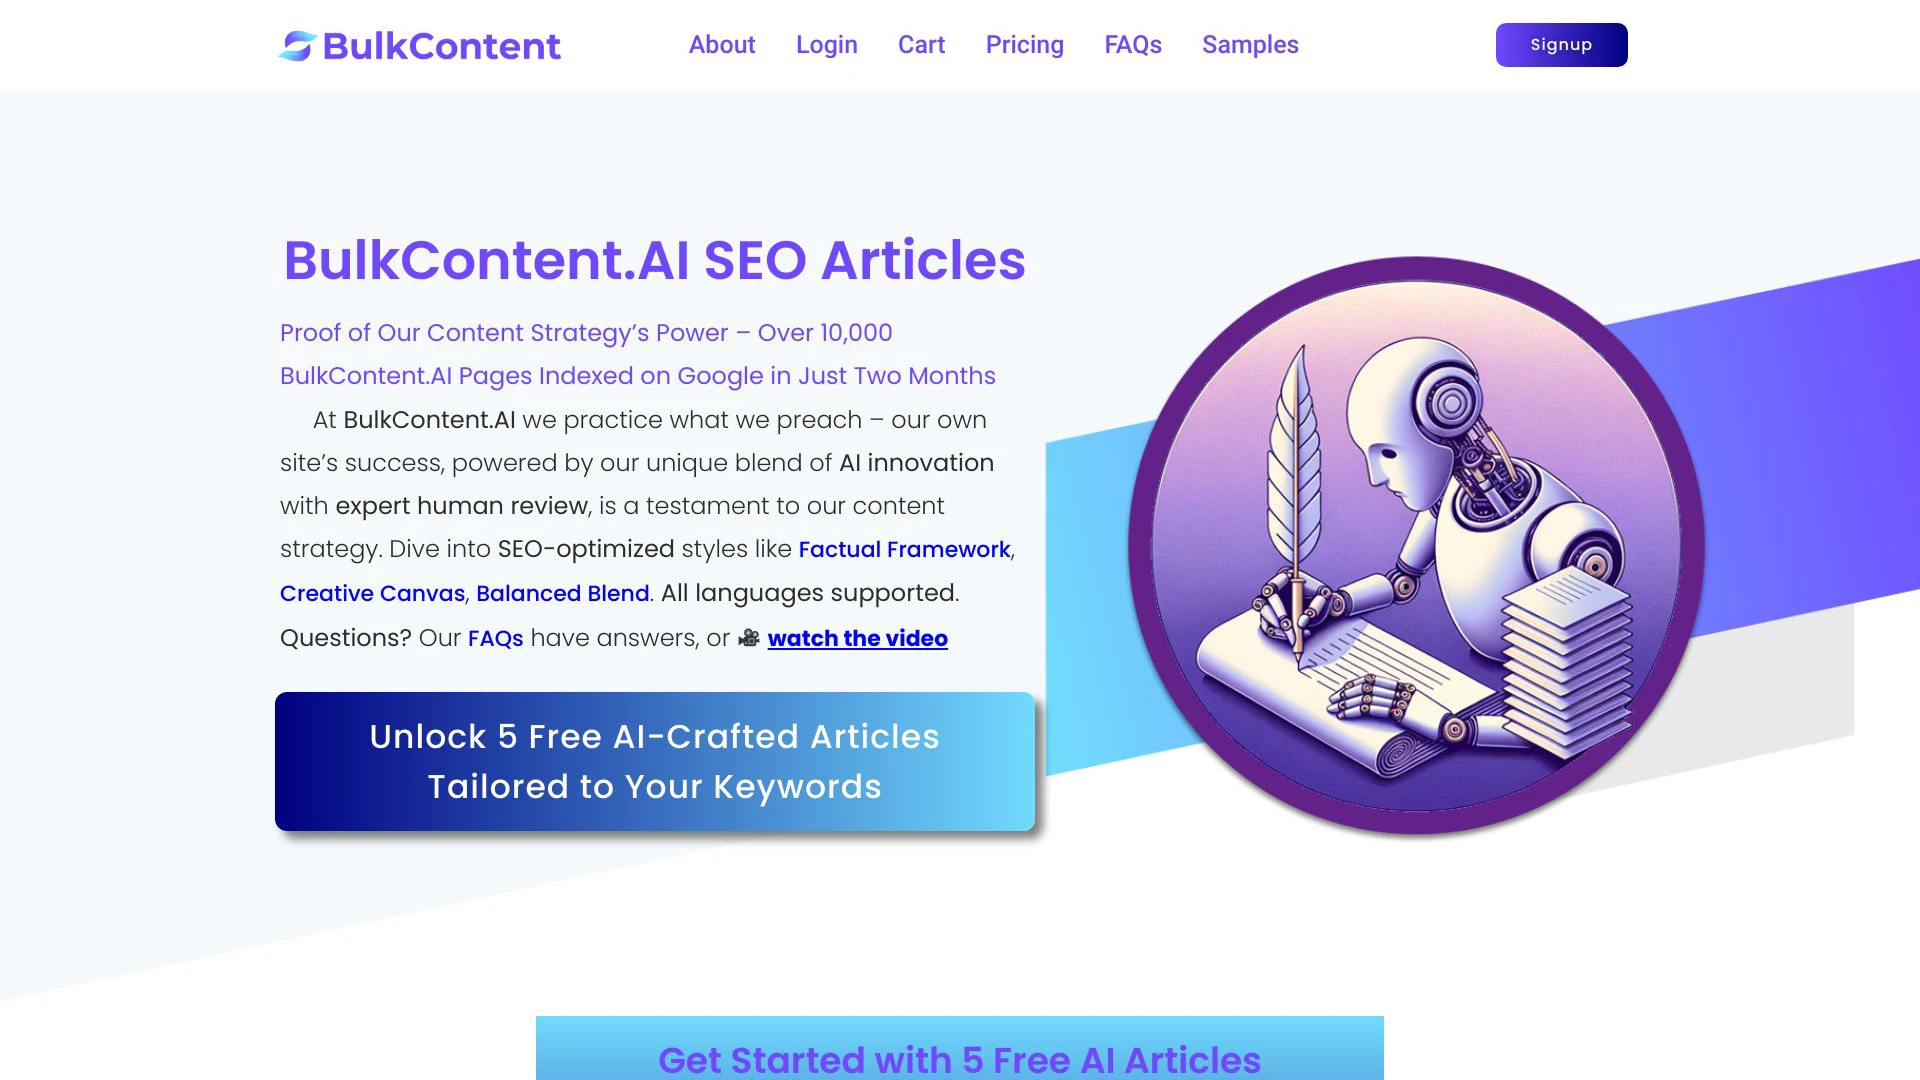 BulkContent
About
Login
Cart
Pricing
FAQs
Samples
Signup
BulkContent.AI SEO Articles
Proof of Our Content Strategy’s Power – Over 10,000
BulkContent.AI Pages Indexed on Google in Just Two Months
At BulkContent.AI we practice what we preach – our own
site’s success, powered by our unique blend of AI innovation
with expert human review, is a testament to our content
strategy. Dive into SEO-optimized styles like Factual Framework,
Creative Canvas, Balanced Blend. All languages supported.
Questions? Our FAQs have answers, or 🎥 watch the video
Unlock 5 Free AI-Crafted Articles
Tailored to Your Keywords
Get Started with 5 Free AI Articles